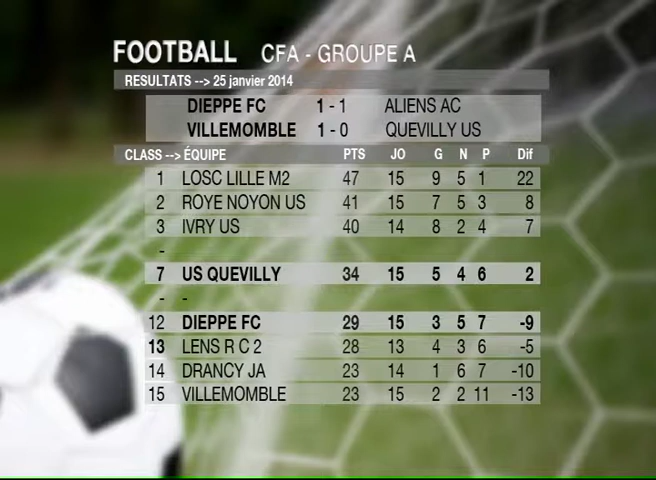 FOOTBALL CFA - GROUPE A
RESULTATS --> 25 janvier 2014
DIEPPE FC 1 - 1 ALIENS AC
VILLEMOMBLE 1 - 0 QUEVILLY US
CLASS --> ÉQUIPE PTS JO G N P Dif
1 LOSC LILLE M2 47 15 9 5 1 22
2 ROYE NOYON US 41 15 7 5 3 8
3 IVRY US 40 14 8 2 4 7
-
7 US QUEVILLY 34 15 5 4 6 2
- -
12 DIEPPE FC 29 15 3 5 7 -9
13 LENS R C 2 28 13 4 3 6 -5
14 DRANCY JA 23 14 1 6 7 -10
15 VILLEMOMBLE 23 15 2 2 11 -13